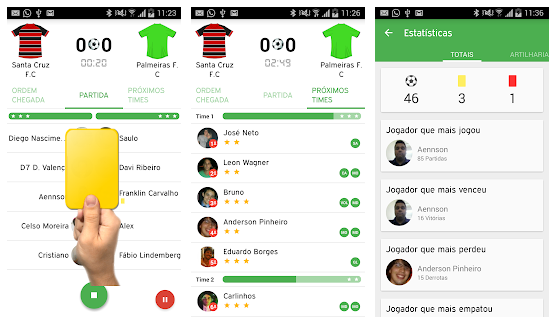 11:23
0 0
00:20
Santa Cruz
F.C
Palmeiras F.
C
ORDEM
CHEGADA
PARTIDA
PRÓXIMOS
TIMES
Diego Nascime..
Saulo
D7 D. Valenç
Davi Ribeiro
Aennson
Franklin Carvalho
Celso Moreira
Alex
Cristiano
Fábio Lindemberg
11:26
0 0
02:49
Santa Cruz
F.C
Palmeiras F.
C
ORDEM
CHEGADA
PARTIDA
PRÓXIMOS
TIMES
Time 1
José Neto
Leon Wagner
Bruno
Anderson Pinheiro
Eduardo Borges
Time 2
Carlinhos
11:36
Estatísticas
TOTAIS
ARTILHARIA
46
3
1
Jogador que mais jogou
Aennson
85 Partidas
Jogador que mais venceu
Aennson
16 Vitórias
Jogador que mais perdeu
Anderson Pinheiro
15 Derrotas
Jogador que mais empatou